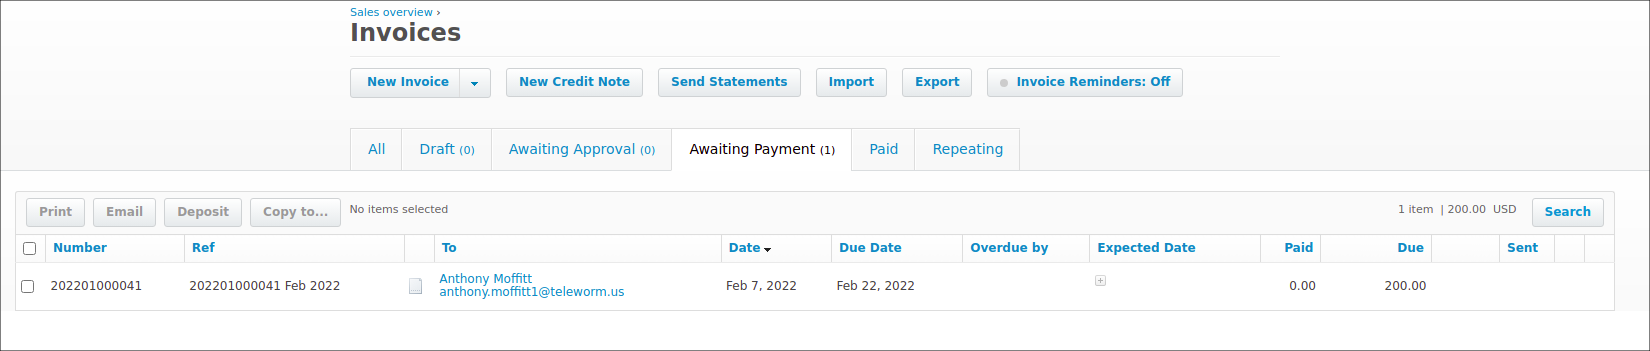 Sales overview ›
Invoices
New Invoice New Credit Note Send Statements Import Export Invoice Reminders: Off
All Draft (0) Awaiting Approval (0) Awaiting Payment (1) Paid Repeating
Print Email Deposit Copy to... No items selected 1 item | 200.00 USD Search
Number Ref To Date Due Date Overdue by Expected Date Paid Due Sent
202201000041 202201000041 Feb 2022 Anthony Moffitt Feb 7, 2022 Feb 22, 2022 0.00 200.00
anthony.moffitt1@teleworm.us